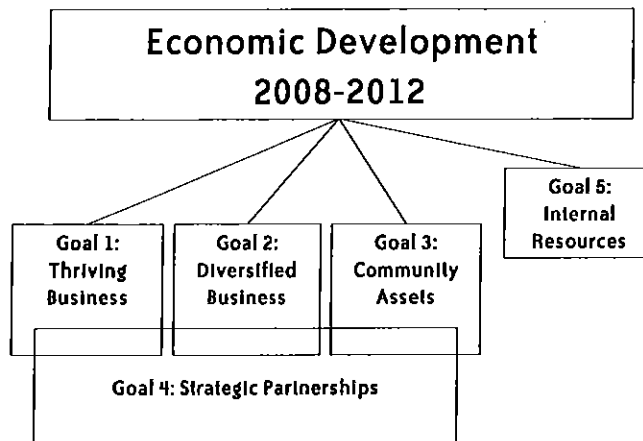 Economic Development
2008-2012
Goal 1:
Thriving
Business
Goal 2:
Diversified
Business
Goal 3:
Community
Assets
Goal 5:
Internal
Resources
Goal 4: Strategic Partnerships